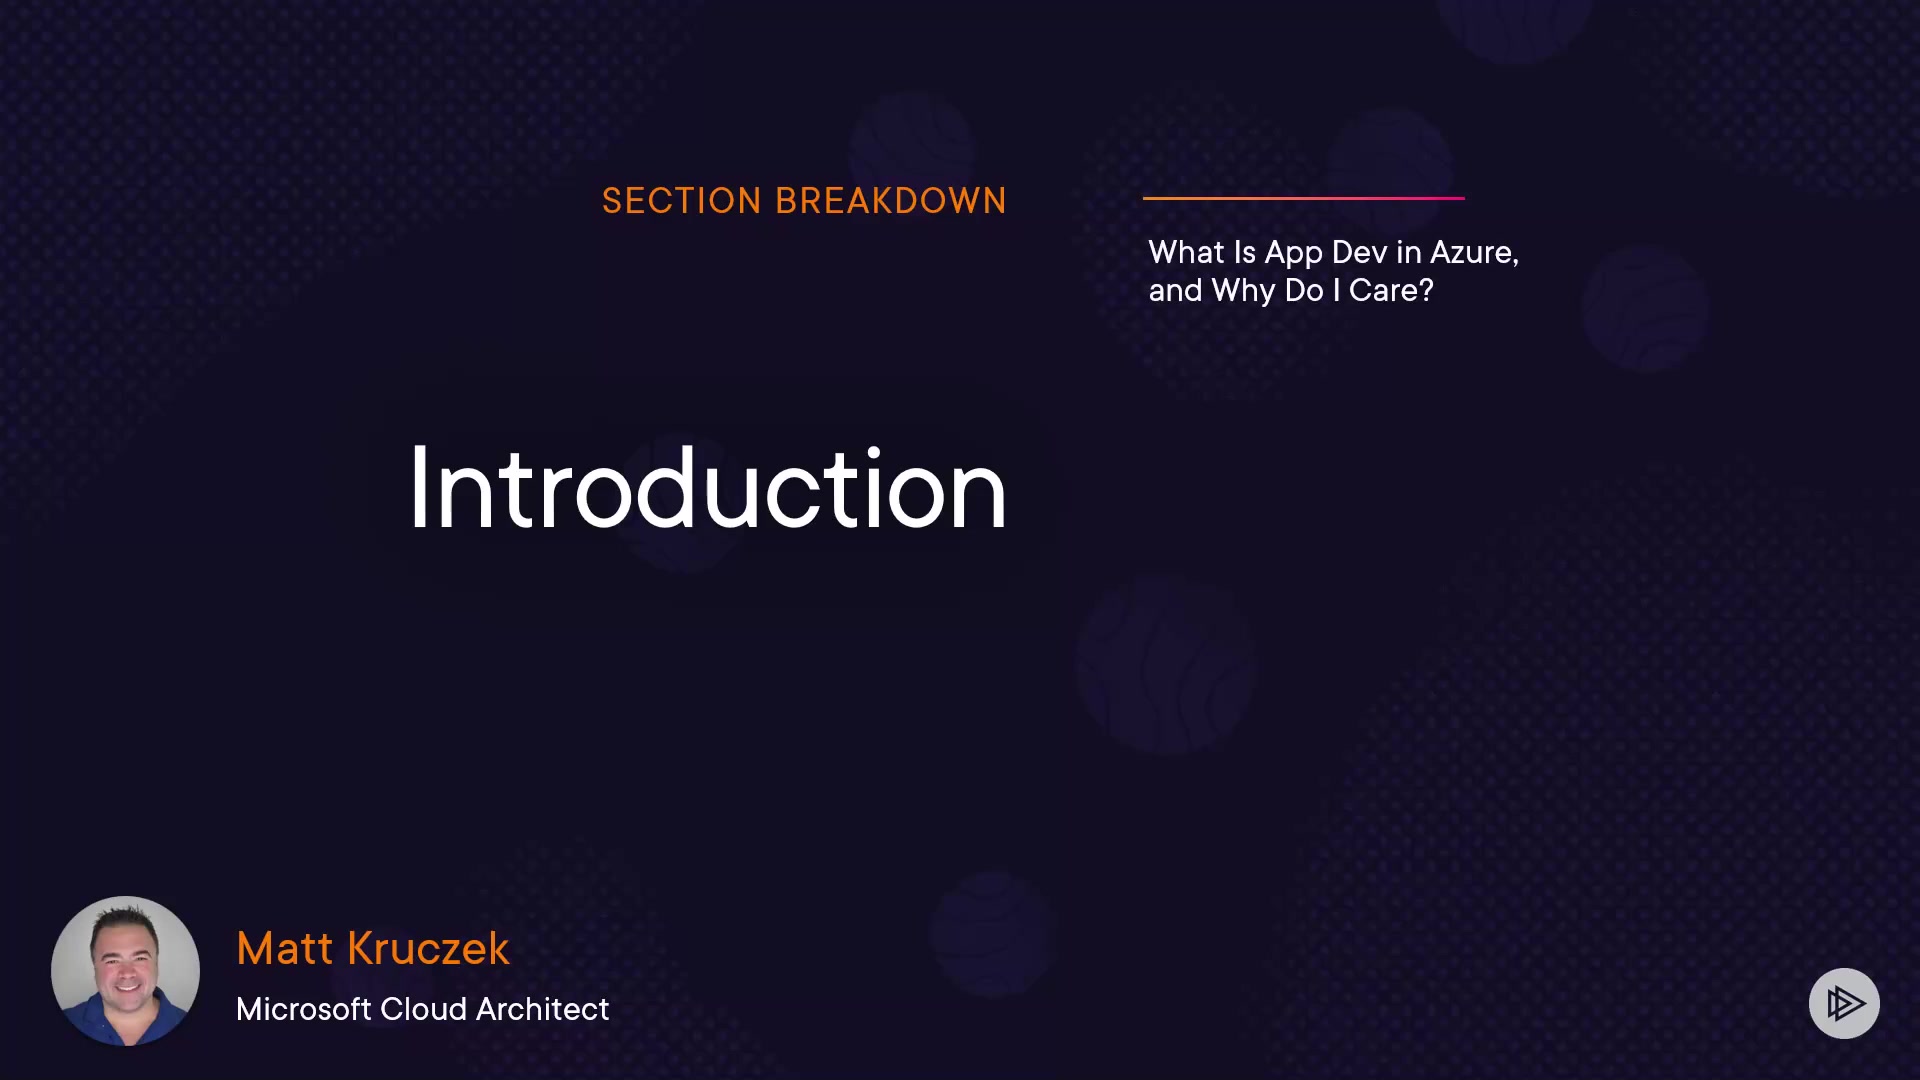 SECTION BREAKDOWN
What Is App Dev in Azure,
and Why Do I Care?
Introduction
Matt Kruczek
Microsoft Cloud Architect